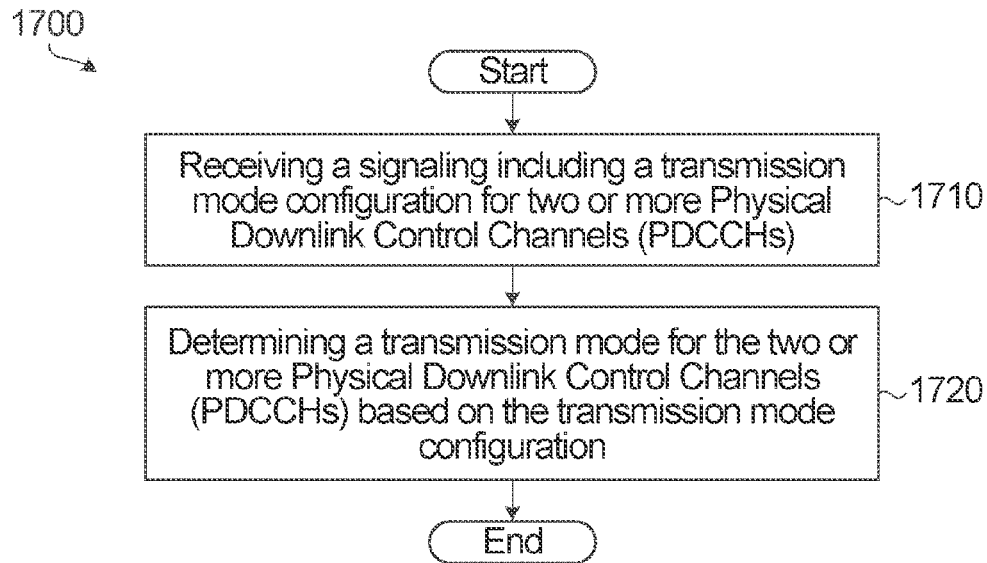 1700
Start
Receiving a signaling including a transmission
mode configuration for two or more Physical
Downlink Control Channels (PDCCHs)
1710
Determining a transmission mode for the two or
more Physical Downlink Control Channels
(PDCCHs) based on the transmission mode
configuration
1720
End